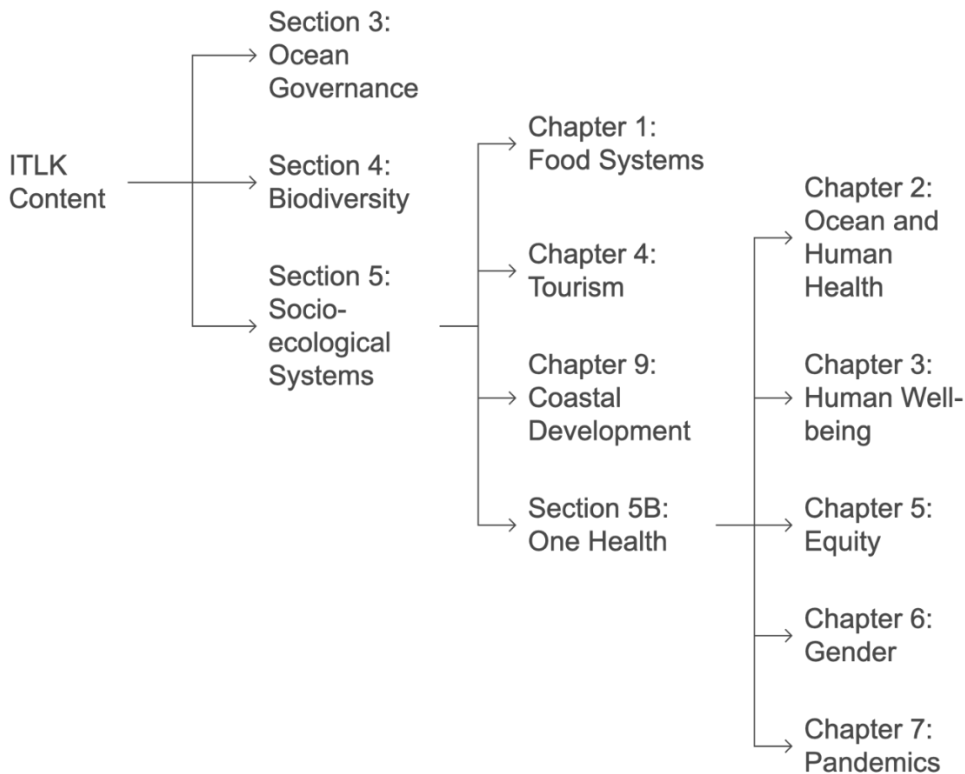 ITLK
Content
Section 3:
Ocean
Governance
Section 4:
Biodiversity
Section 5:
Socio-
ecological
Systems
Chapter 1:
Food Systems
Chapter 4:
Tourism
Chapter 9:
Coastal
Development
Section 5B:
One Health
Chapter 2:
Ocean and
Human
Health
Chapter 3:
Human Well-
being
Chapter 5:
Equity
Chapter 6:
Gender
Chapter 7:
Pandemics